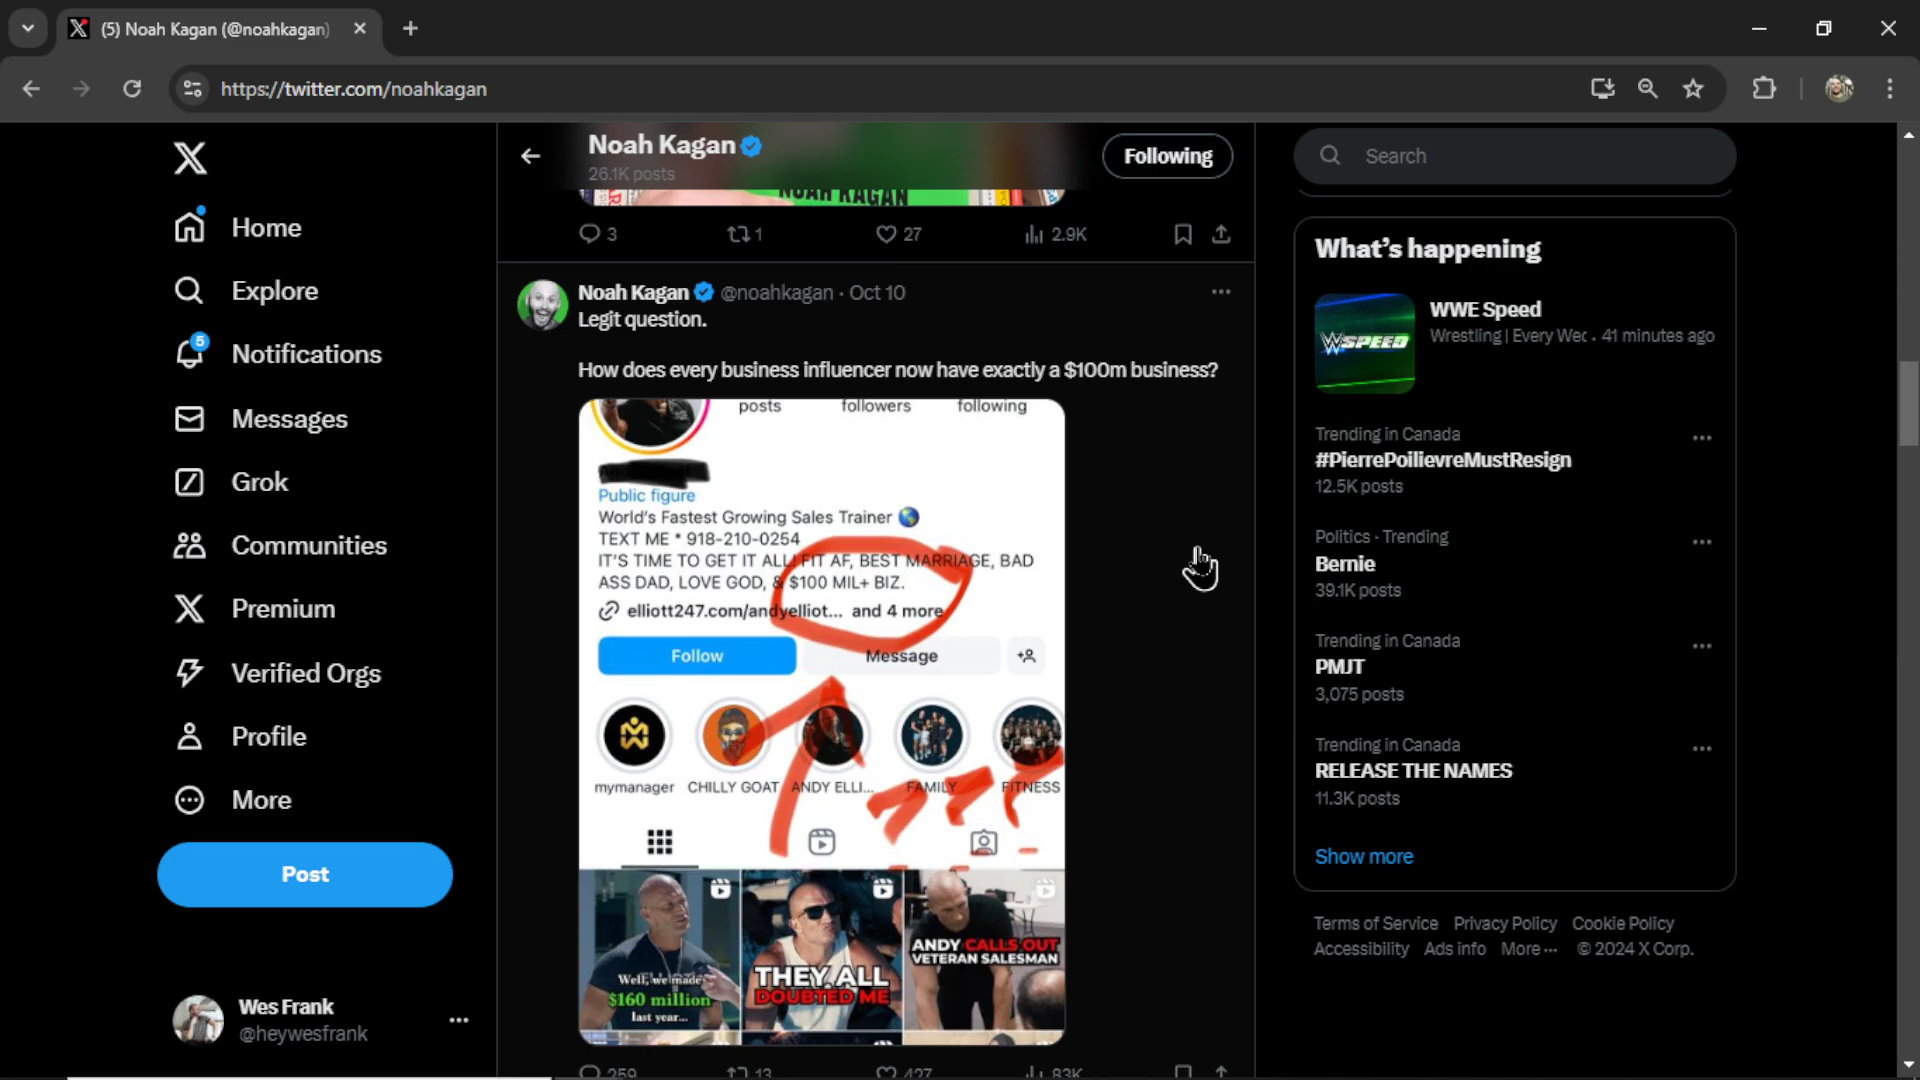 (5) Noah Kagan (@noahkagan)
https://twitter.com/noahkagan
Home
Explore
5
Notifications
Messages
Grok
Communities
Premium
Verified Orgs
Profile
More
Post
Wes Frank
@heywesfrank
Noah Kagan
26.1K posts
Following
NOAH KAGAN
3 1 27 2.9K
Noah Kagan @noahkagan · Oct 10
Legit question.
How does every business influencer now have exactly a $100m business?
posts followers following
Public figure
World's Fastest Growing Sales Trainer
TEXT ME * 918-210-0254
IT'S TIME TO GET IT ALL! FIT AF, BEST MARRIAGE, BAD
ASS DAD, LOVE GOD, & $100 MIL+ BIZ.
elliott247.com/andyelliot... and 4 more
Follow Message
mymanager CHILLY GOAT ANDY ELLI... FAMILY FITNESS
Well, we made
$160 million
last year...
THEY ALL
DOUBTED ME
ANDY CALLS OUT
VETERAN SALESMAN
259 13 427 83K
Search
What's happening
WSPEED
WWE Speed
Wrestling | Every Wec · 41 minutes ago
Trending in Canada
#PierrePoilievreMustResign
12.5K posts
Politics · Trending
Bernie
39.1K posts
Trending in Canada
PMJT
3,075 posts
Trending in Canada
RELEASE THE NAMES
11.3K posts
Show more
Terms of Service Privacy Policy Cookie Policy
Accessibility Ads info More ··· © 2024 X Corp.